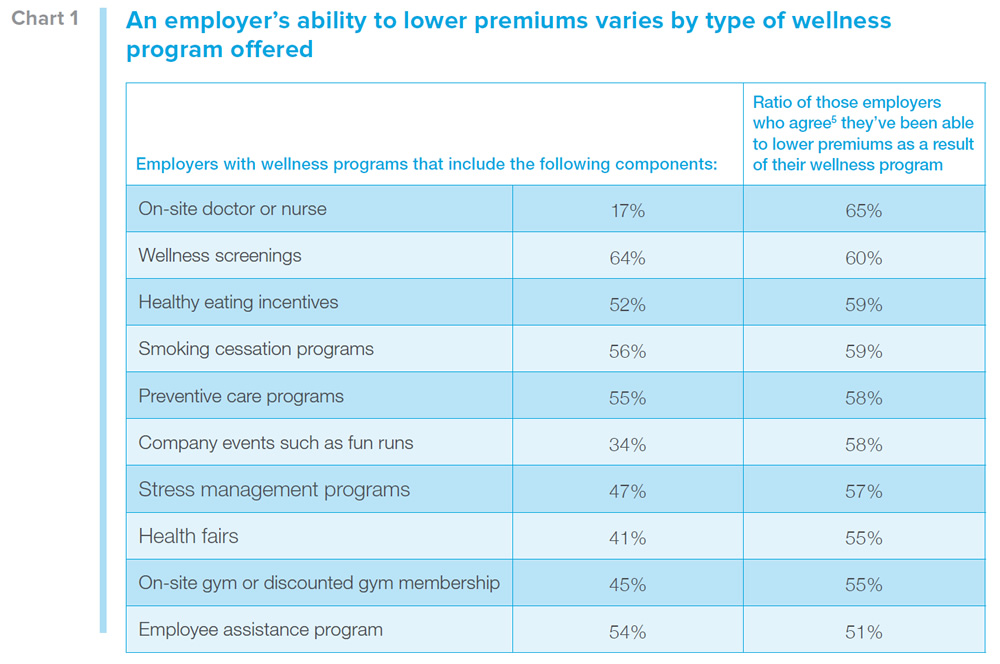 Chart 1
An employer’s ability to lower premiums varies by type of wellness
program offered
Employers with wellness programs that include the following components:
Ratio of those employers
who agree⁵ they’ve been able
to lower premiums as a result
of their wellness program
On-site doctor or nurse 17% 65%
Wellness screenings 64% 60%
Healthy eating incentives 52% 59%
Smoking cessation programs 56% 59%
Preventive care programs 55% 58%
Company events such as fun runs 34% 58%
Stress management programs 47% 57%
Health fairs 41% 55%
On-site gym or discounted gym membership 45% 55%
Employee assistance program 54% 51%